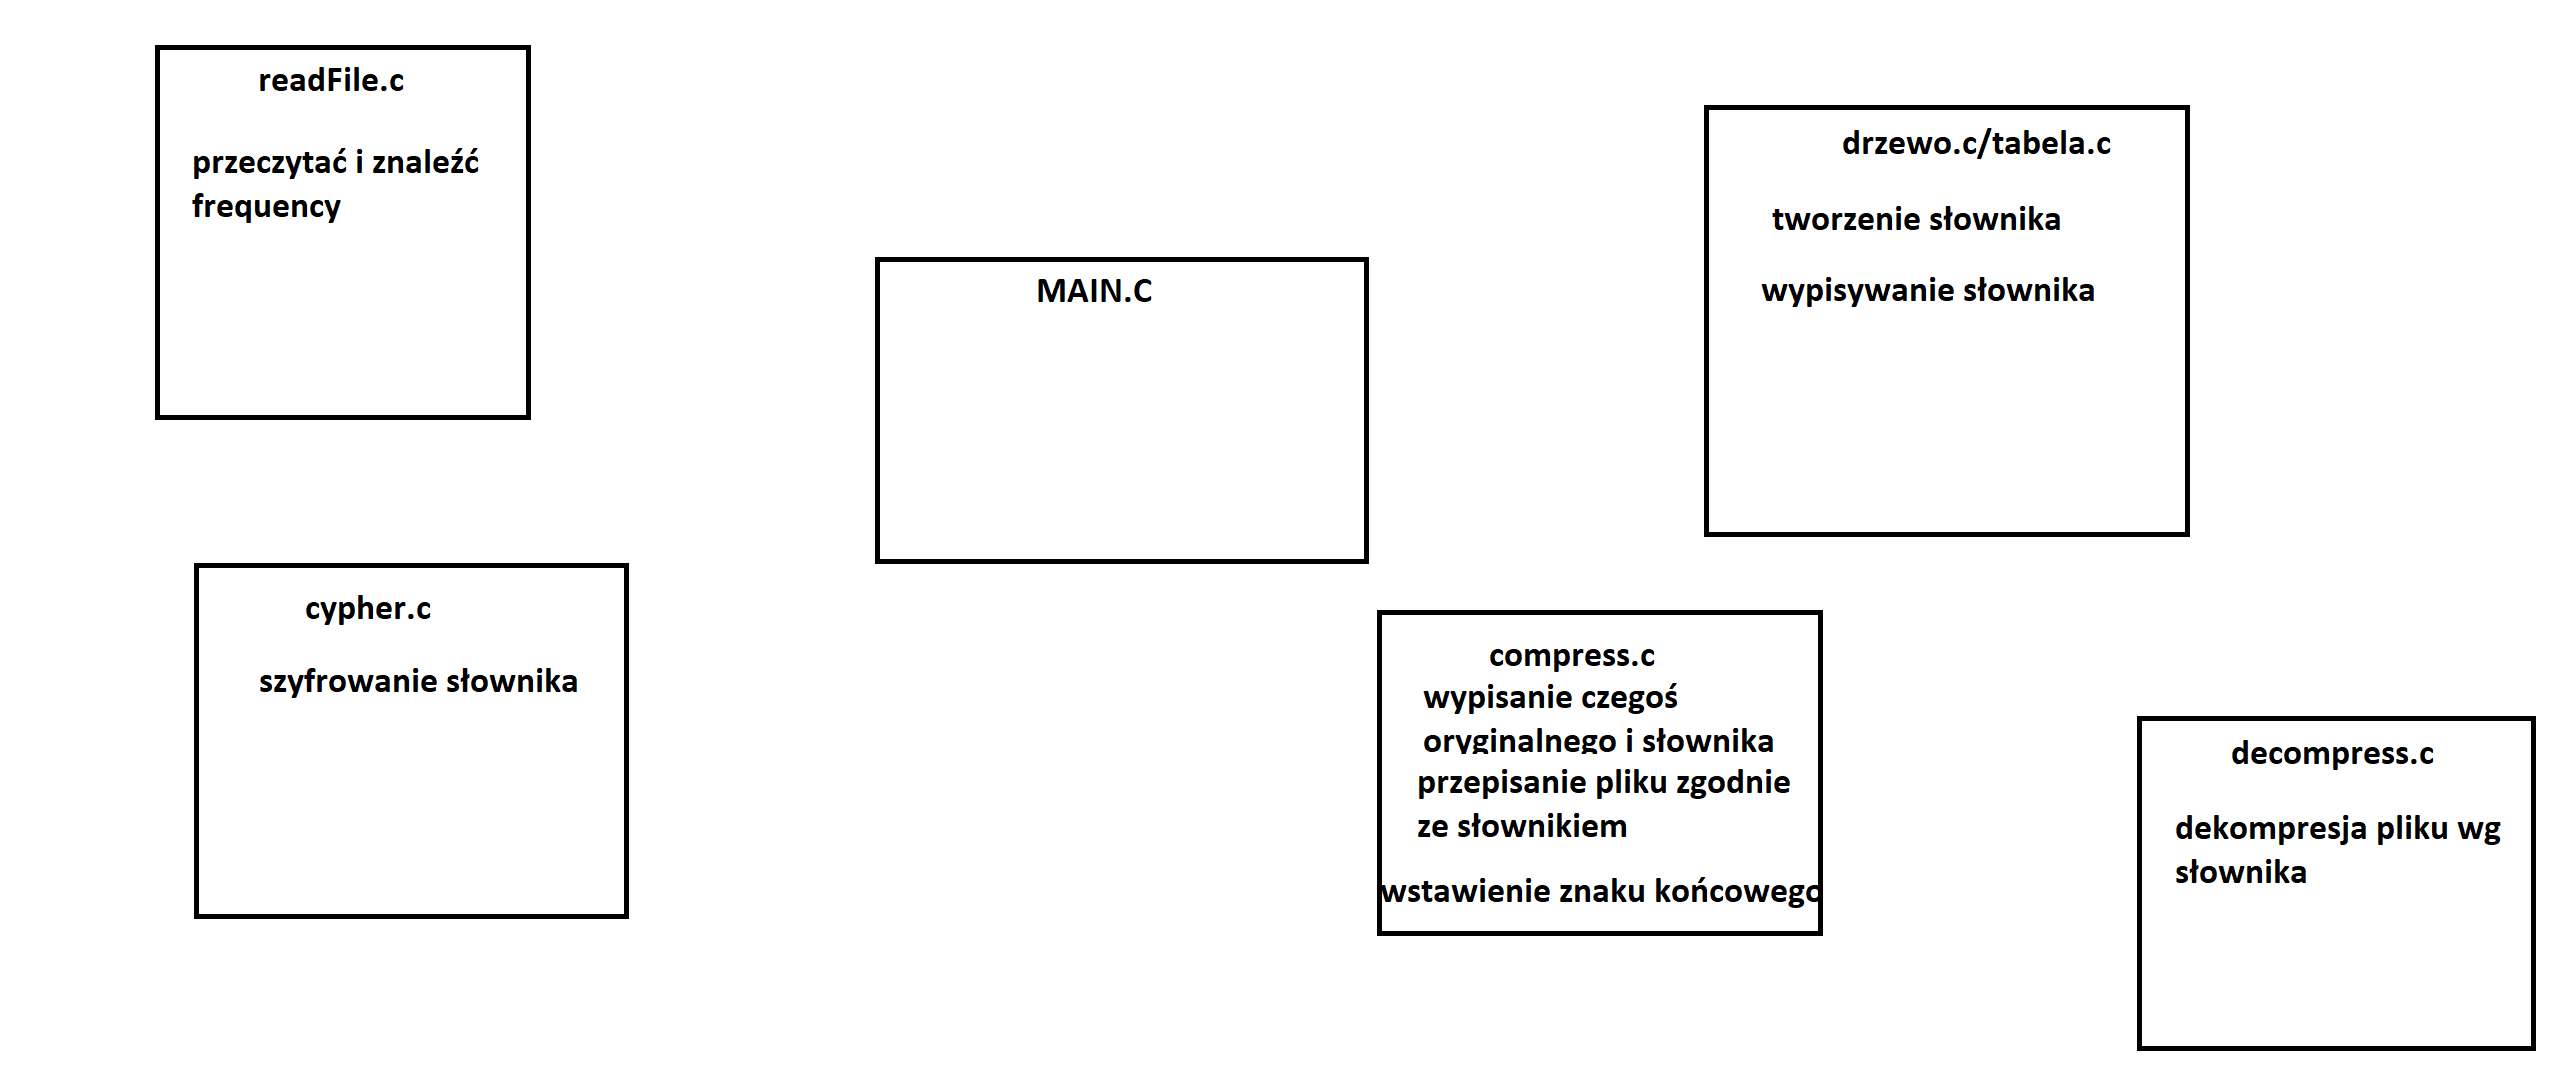 readFile.c
przeczytać i znaleźć
frequency
MAIN.C
drzewo.c/tabela.c
tworzenie słownika
wypisywanie słownika
cypher.c
szyfrowanie słownika
compress.c
wypisanie czegoś
oryginalnego i słownika
przepisanie pliku zgodnie
ze słownikiem
wstawienie znaku końcowego
decompress.c
dekompresja pliku wg
słownika